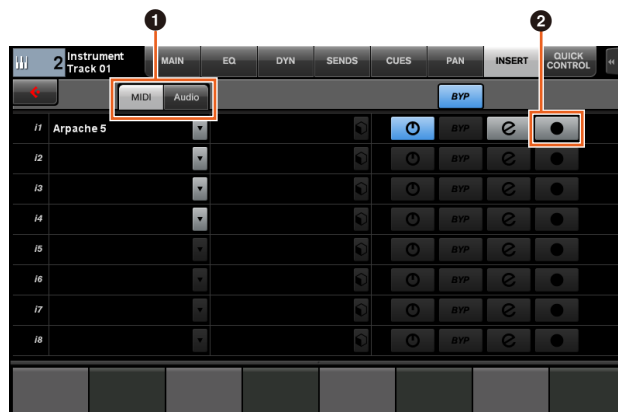 1 2
2 Instrument Track 01 MAIN EQ DYN SENDS CUES PAN INSERT QUICK CONTROL
MIDI Audio BYP
i1 Arpache 5 BYP e
i2 BYP e
i3 BYP e
i4 BYP e
i5 BYP e
i6 BYP e
i7 BYP e
i8 BYP e